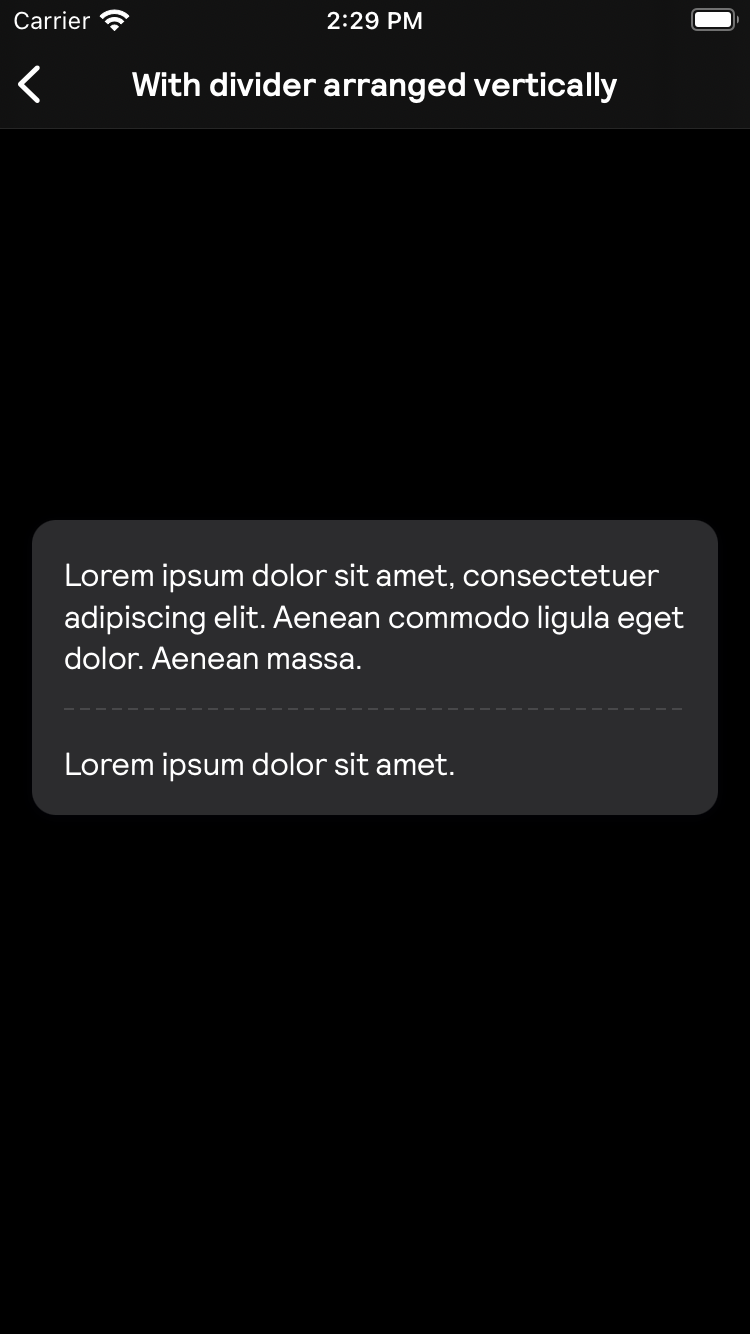 Carrier 2:29 PM
With divider arranged vertically
Lorem ipsum dolor sit amet, consectetuer
adipiscing elit. Aenean commodo ligula eget
dolor. Aenean massa.
Lorem ipsum dolor sit amet.